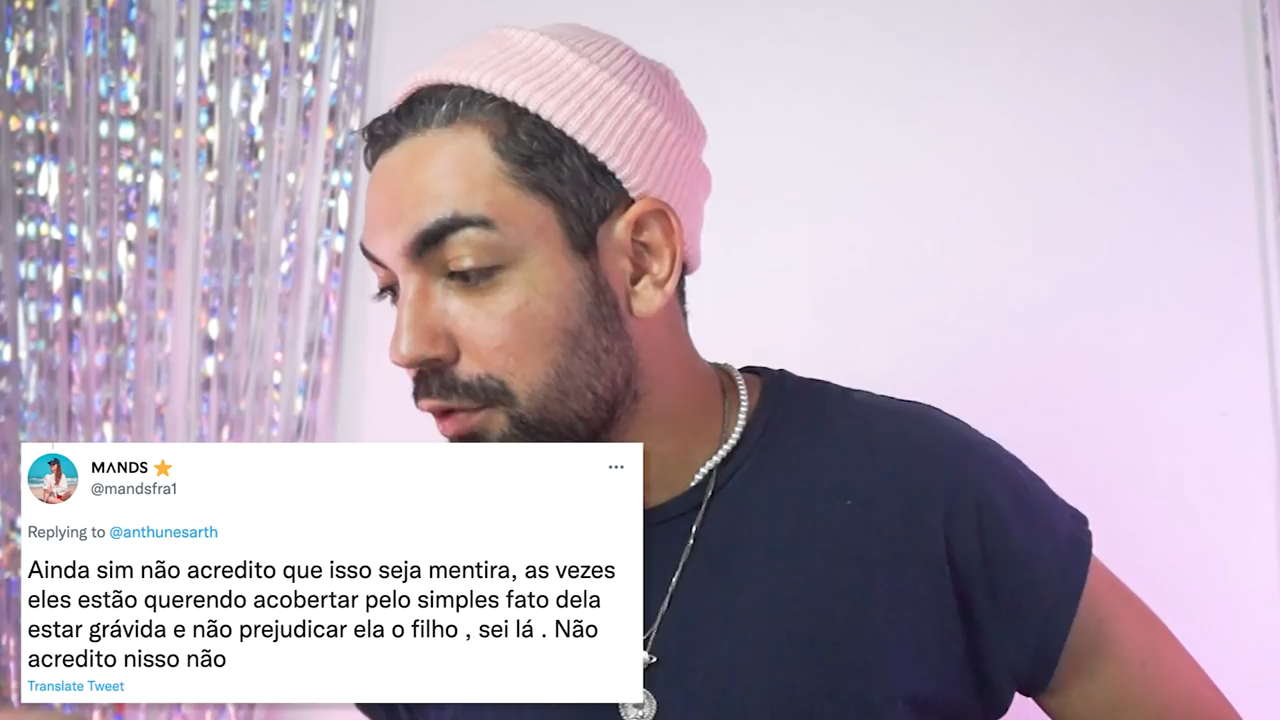 MΛNDS ⭐
@mandsfra1
Replying to @anthunesarth
Ainda sim não acredito que isso seja mentira, as vezes
eles estão querendo acobertar pelo simples fato dela
estar grávida e não prejudicar ela o filho , sei lá . Não
acredito nisso não
Translate Tweet